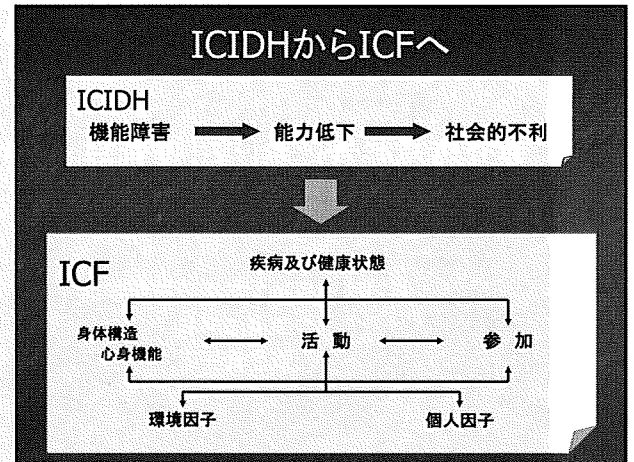 ICIDHからICFへ
ICIDH
機能障害 能力低下 社会的不利
ICF
疾病及び健康状態
身体構造
心身機能
活動
参加
環境因子 個人因子